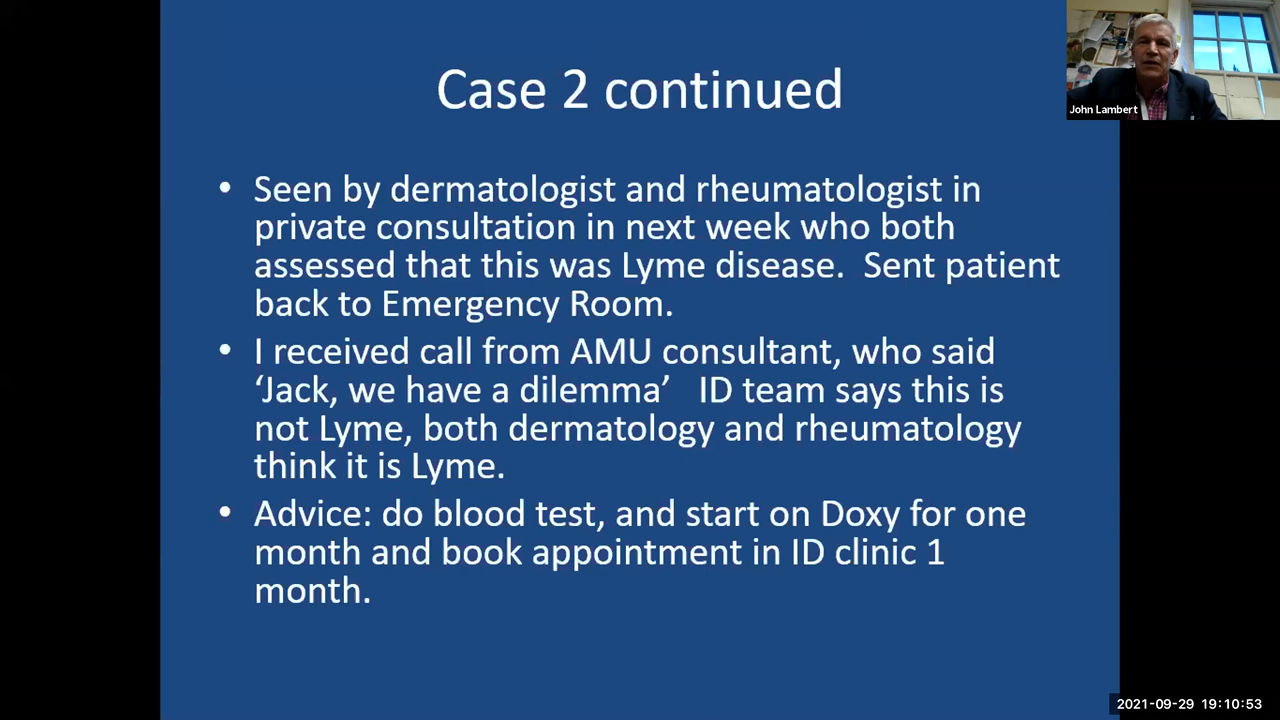 Case 2 continued
John Lambert
• Seen by dermatologist and rheumatologist in
private consultation in next week who both
assessed that this was Lyme disease.  Sent patient
back to Emergency Room.
• I received call from AMU consultant, who said
‘Jack, we have a dilemma’   ID team says this is
not Lyme, both dermatology and rheumatology
think it is Lyme.
• Advice: do blood test, and start on Doxy for one
month and book appointment in ID clinic 1
month.
2021-09-29 19:10:53